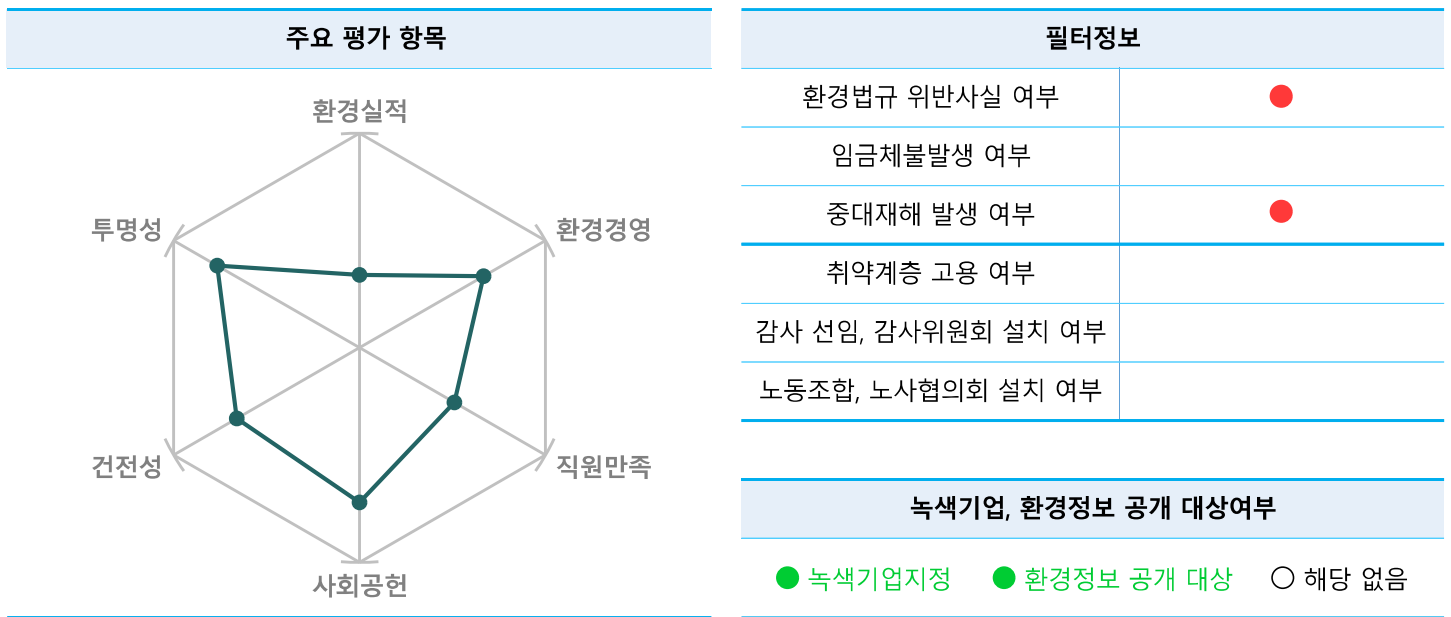 주요 평가 항목
환경실적
투명성
환경경영
건전성
직원만족
사회공헌
필터정보
환경법규 위반사실 여부
임금체불발생 여부
중대재해 발생 여부
취약계층 고용 여부
감사 선임, 감사위원회 설치 여부
노동조합, 노사협의회 설치 여부
녹색기업, 환경정보 공개 대상여부
녹색기업지정 환경정보 공개 대상 해당 없음